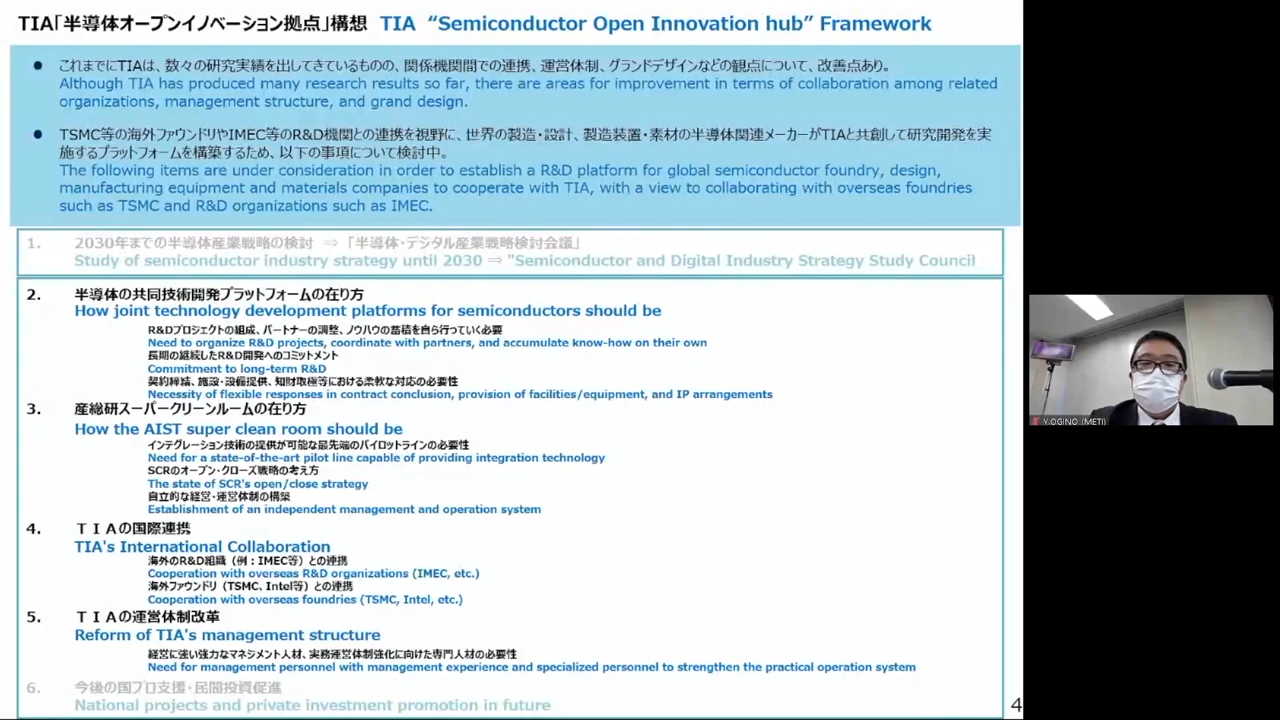 TIA「半導体オープンイノベーション拠点」構想 TIA “Semiconductor Open Innovation hub” Framework
● これまでにTIAは、数々の研究実績を出してきているものの、関係機関間での連携、運営体制、グランドデザインなどの観点について、改善点あり。
Although TIA has produced many research results so far, there are areas for improvement in terms of collaboration among related
organizations, management structure, and grand design.
● TSMC等の海外ファウンドリやIMEC等のR&D機関との連携を視野に、世界の製造・設計、製造装置・素材の半導体関連メーカーがTIAと共創して研究開発を実
施するプラットフォームを構築するため、以下の事項について検討中。
The following items are under consideration in order to establish a R&D platform for global semiconductor foundry, design,
manufacturing equipment and materials companies to cooperate with TIA, with a view to collaborating with overseas foundries
such as TSMC and R&D organizations such as IMEC.
1. 2030年までの半導体産業戦略の検討 ⇒ 「半導体・デジタル産業戦略検討会議」
Study of semiconductor industry strategy until 2030 ⇒ "Semiconductor and Digital Industry Strategy Study Council
2. 半導体の共同技術開発プラットフォームの在り方
How joint technology development platforms for semiconductors should be
R&Dプロジェクトの組成、パートナーの調整、ノウハウの蓄積を自ら行っていく必要
Need to organize R&D projects, coordinate with partners, and accumulate know-how on their own
長期の継続したR&D開発へのコミットメント
Commitment to long-term R&D
契約締結、施設・設備提供、知財取極等における柔軟な対応の必要性
Necessity of flexible responses in contract conclusion, provision of facilities/equipment, and IP arrangements
3. 産総研スーパークリーンルームの在り方
How the AIST super clean room should be
インテグレーション技術の提供が可能な最先端のパイロットラインの必要性
Need for a state-of-the-art pilot line capable of providing integration technology
SCRのオープン・クローズ戦略の考え方
The state of SCR's open/close strategy
自立的な経営・運営体制の構築
Establishment of an independent management and operation system
4. ＴＩＡの国際連携
TIA's International Collaboration
海外のR&D組織（例：IMEC等）との連携
Cooperation with overseas R&D organizations (IMEC, etc.)
海外ファウンドリ（TSMC、Intel等）との連携
Cooperation with overseas foundries (TSMC, Intel, etc.)
5. ＴＩＡの運営体制改革
Reform of TIA's management structure
経営に強い強力なマネジメント人材、実務運営体制強化に向けた専門人材の必要性
Need for management personnel with management experience and specialized personnel to strengthen the practical operation system
6. 今後の国プロ支援・民間投資促進
National projects and private investment promotion in future
4
Y.OGINO (METI)